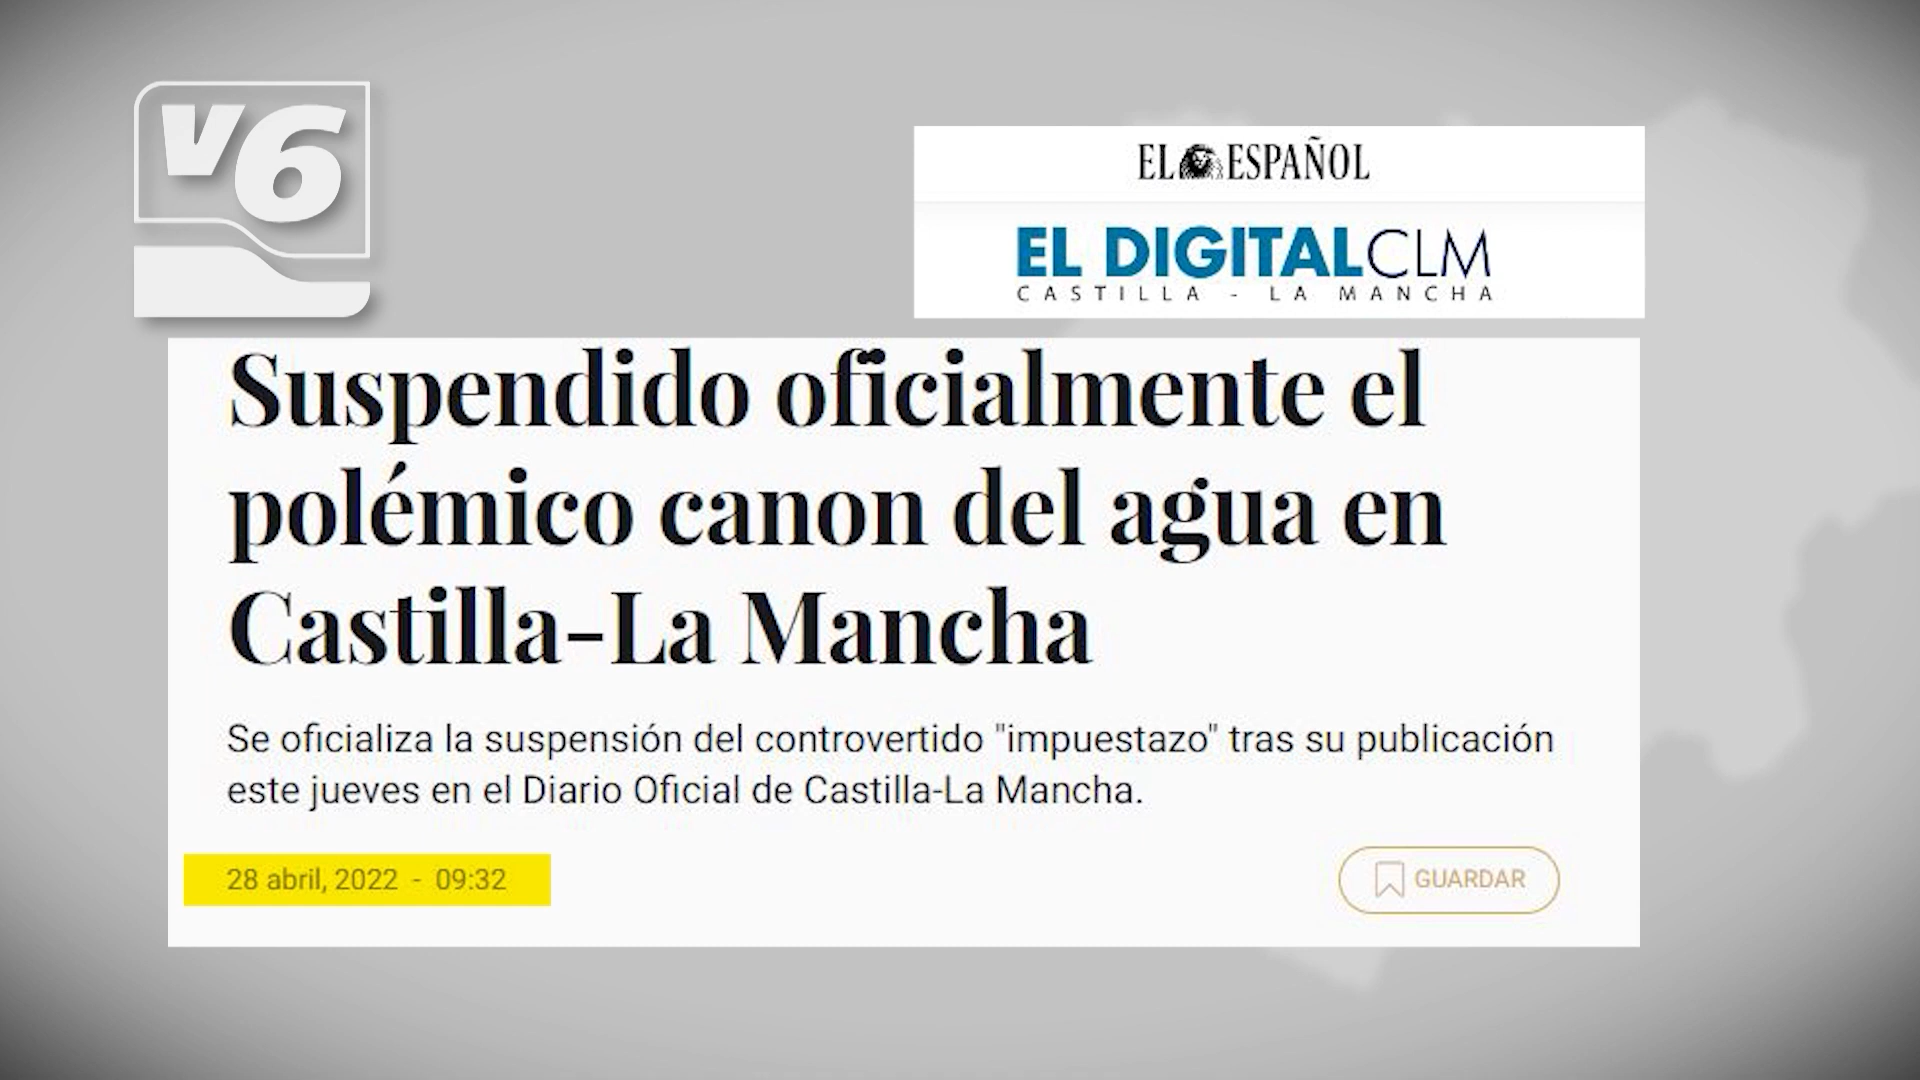 V6
EL ESPAÑOL
EL DIGITALCLM
CASTILLA - LA MANCHA
Suspendido oficialmente el
polémico canon del agua en
Castilla-La Mancha
Se oficializa la suspensión del controvertido "impuestazo" tras su publicación
este jueves en el Diario Oficial de Castilla-La Mancha.
28 abril, 2022 - 09:32
GUARDAR